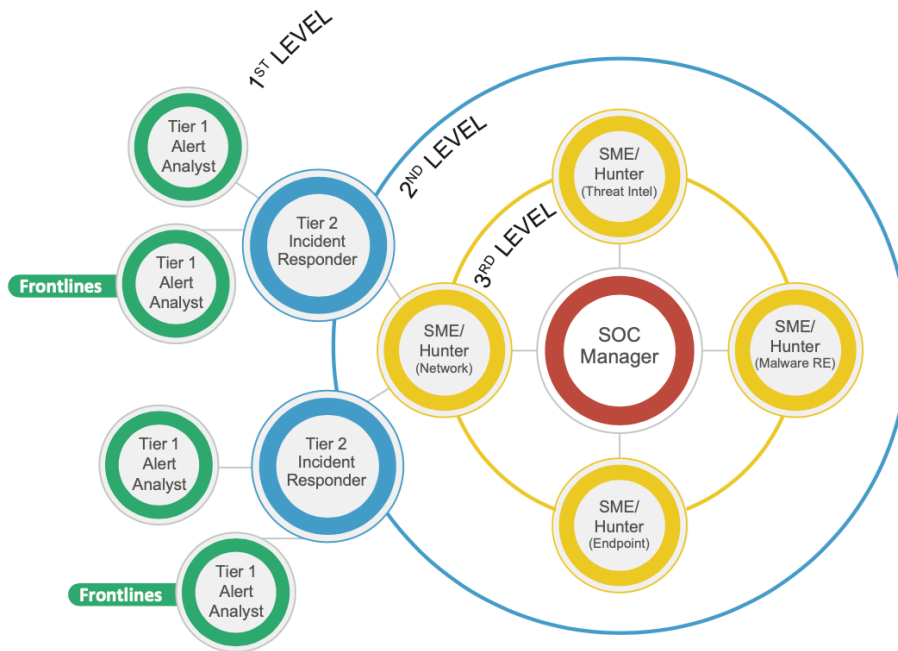 1ST LEVEL
Tier 1
Alert
Analyst
2ND LEVEL
SME/
Hunter
(Threat Intel)
Tier 2
Incident
Responder
3RD LEVEL
Frontlines
Tier 1
Alert
Analyst
SME/
Hunter
(Network)
SOC
Manager
SME/
Hunter
(Malware RE)
Tier 1
Alert
Analyst
Tier 2
Incident
Responder
SME/
Hunter
(Endpoint)
Frontlines
Tier 1
Alert
Analyst